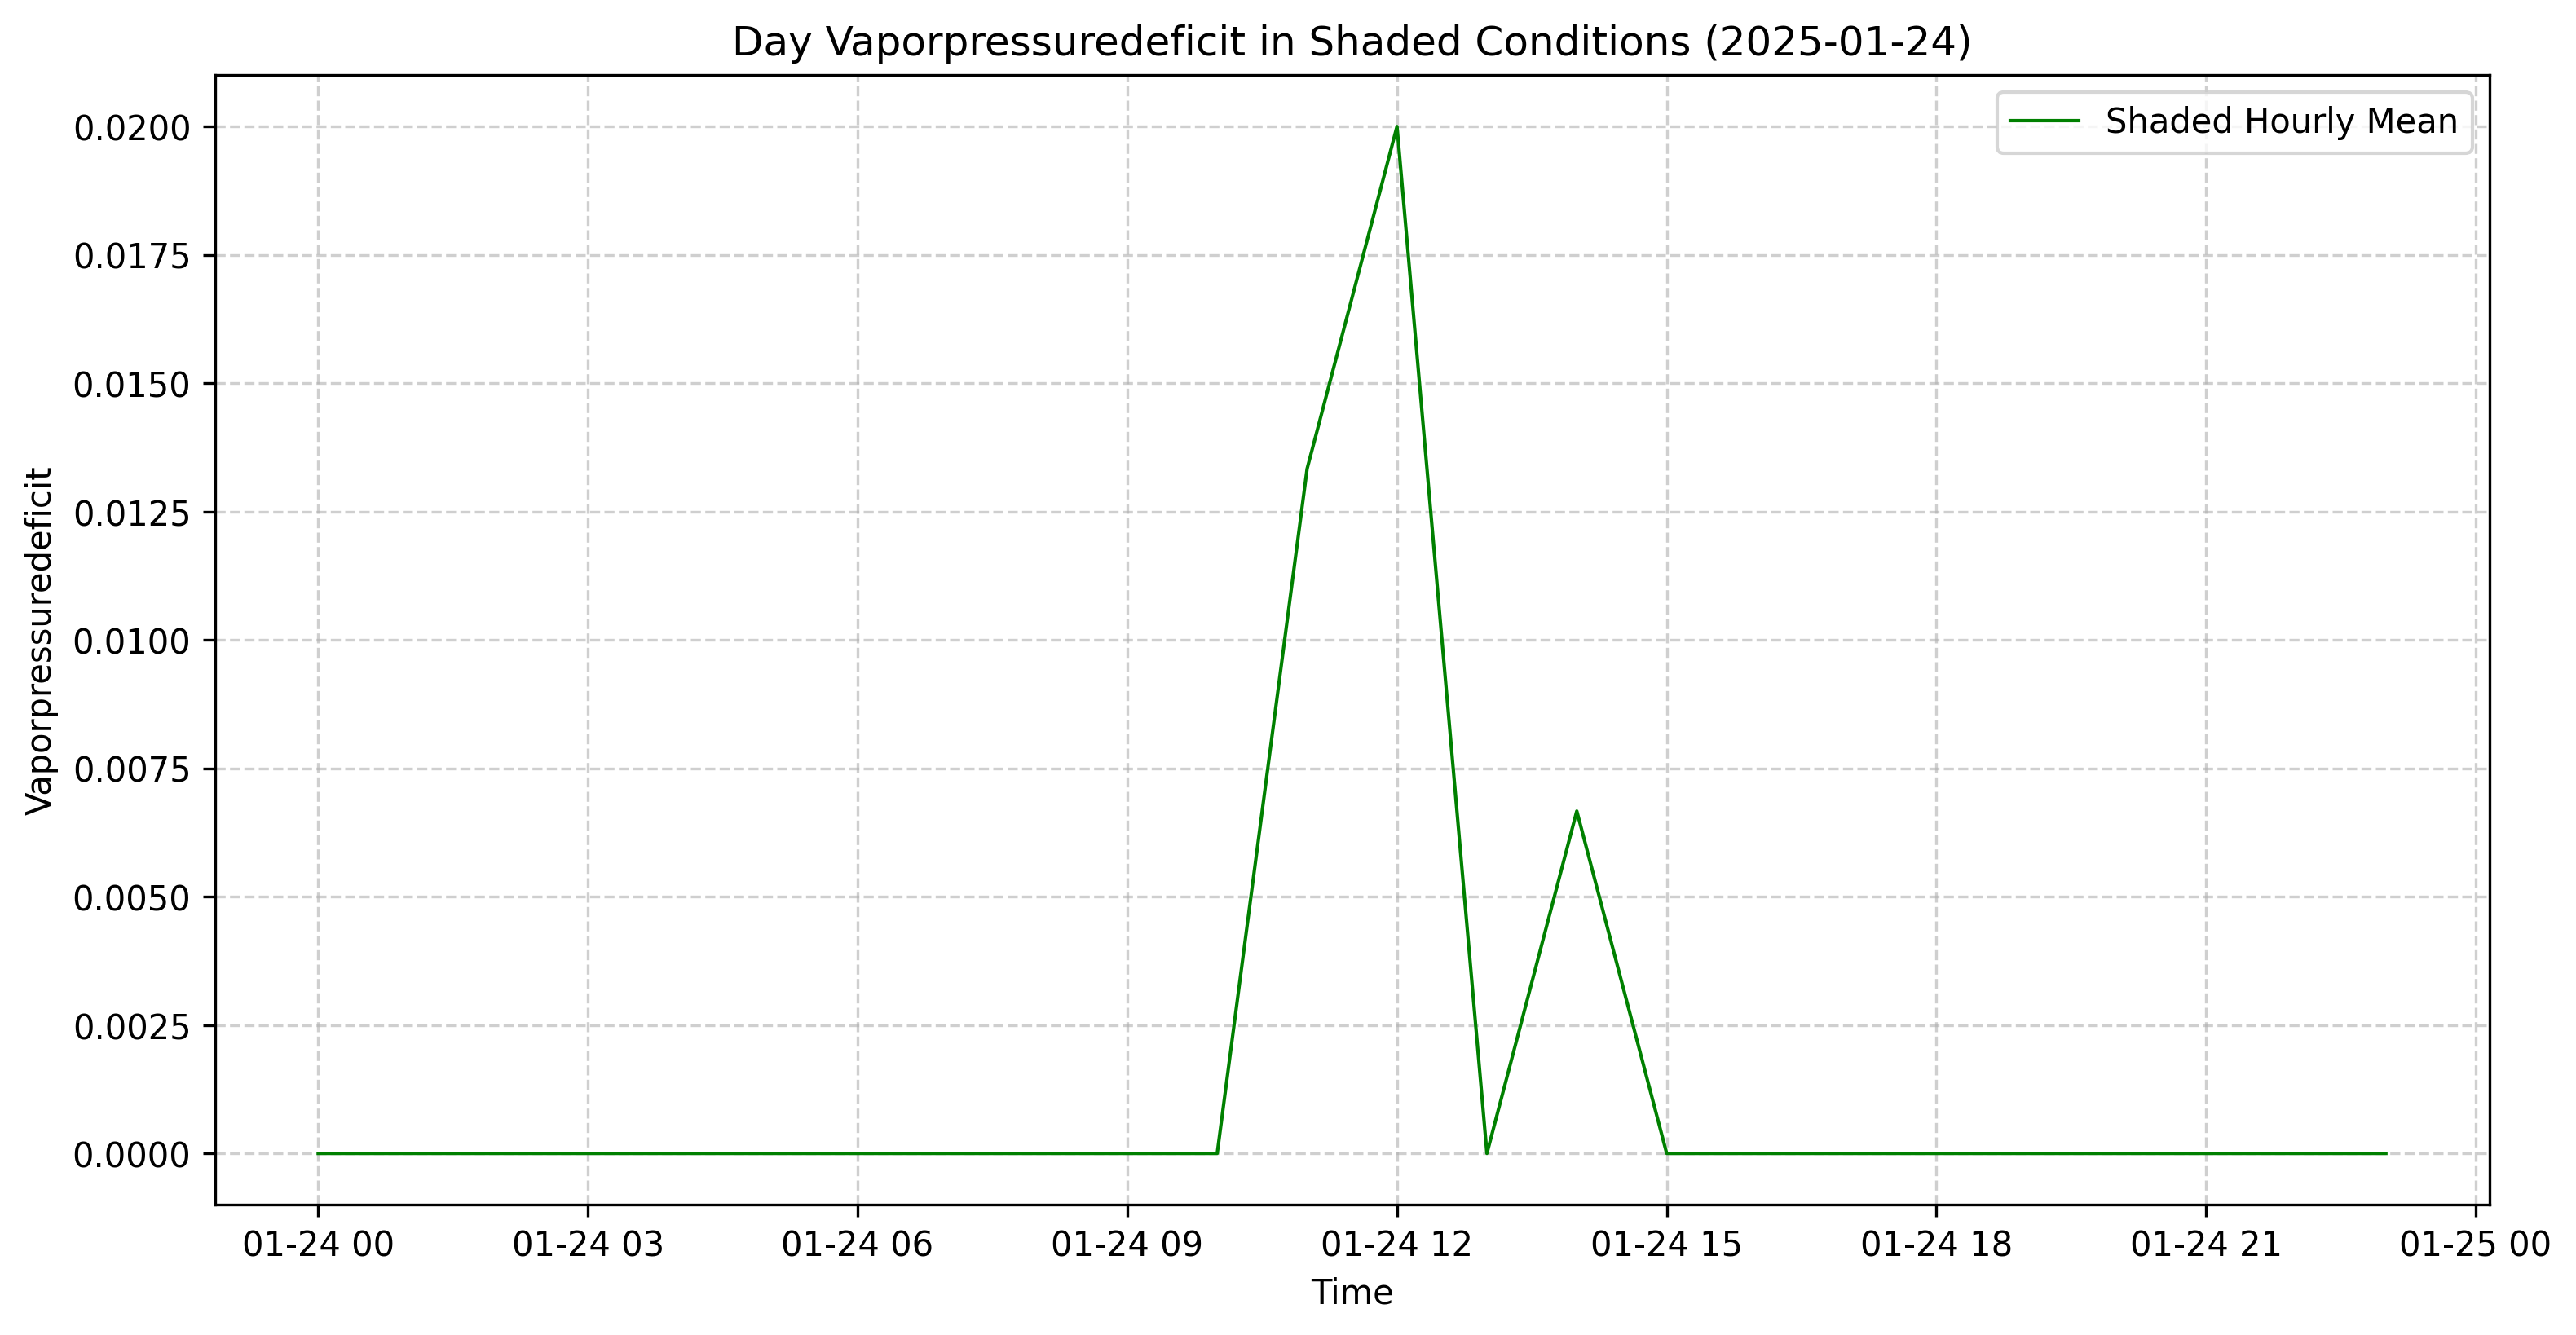 Day Vaporpressuredeficit in Shaded Conditions (2025-01-24)
Shaded Hourly Mean
Vaporpressuredeficit
0.0200
0.0175
0.0150
0.0125
0.0100
0.0075
0.0050
0.0025
0.0000
01-24 00 01-24 03 01-24 06 01-24 09 01-24 12 01-24 15 01-24 18 01-24 21 01-25 00
Time